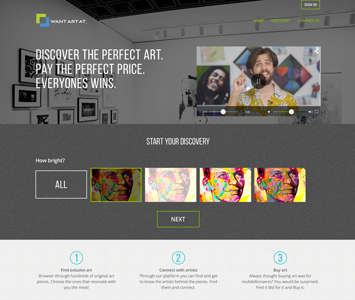 SIGN IN
WANTARTAT
HOME OUR STORY CONTACT US
DISCOVER THE PERFECT ART.
PAY THE PERFECT PRICE.
EVERYONES WINS.
START YOUR DISCOVERY
How bright?
ALL
NEXT
1 2 3
Find exlusive art Connect with artists Buy art
Browse through hundreds of original art Through our platform you can find and get Always thought buying art was for
pieces. Choose the ones that resonate with to know the artists behind the pieces. Find multibillionaires? You would be surprised.
you the most! them and connect. Find it Bid for it and Buy it.